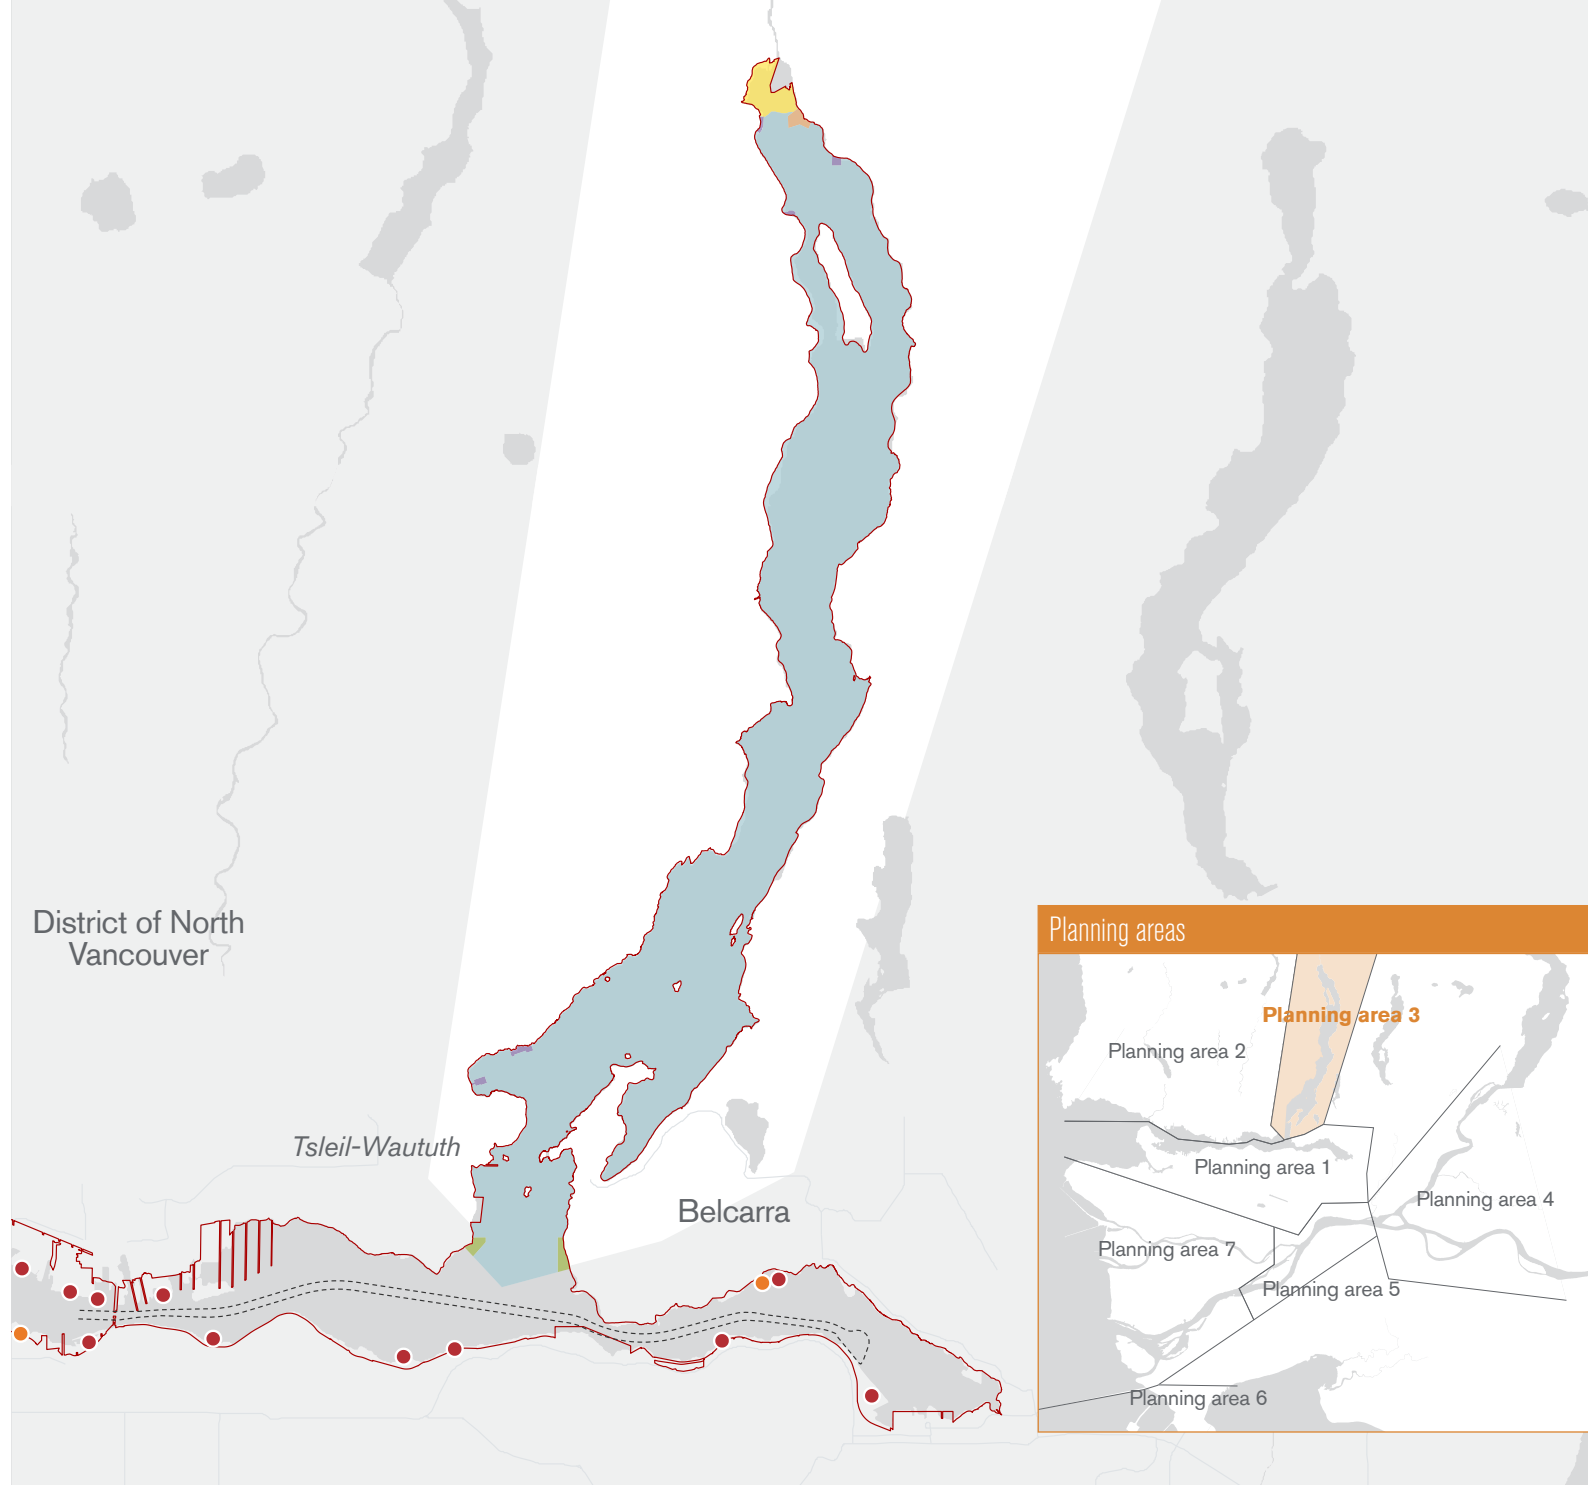 District of North
Vancouver
Tsleil-Waututh
Belcarra
Planning areas
Planning area 3
Planning area 2
Planning area 1
Planning area 4
Planning area 7
Planning area 5
Planning area 6